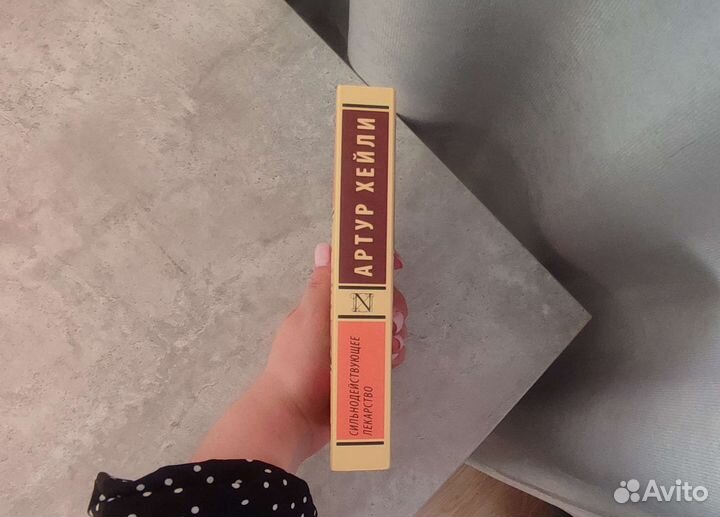 АРТУР ХЕЙЛИ
N
СИЛЬНОДЕЙСТВУЮЩЕЕ
ЛЕКАРСТВО
Avito